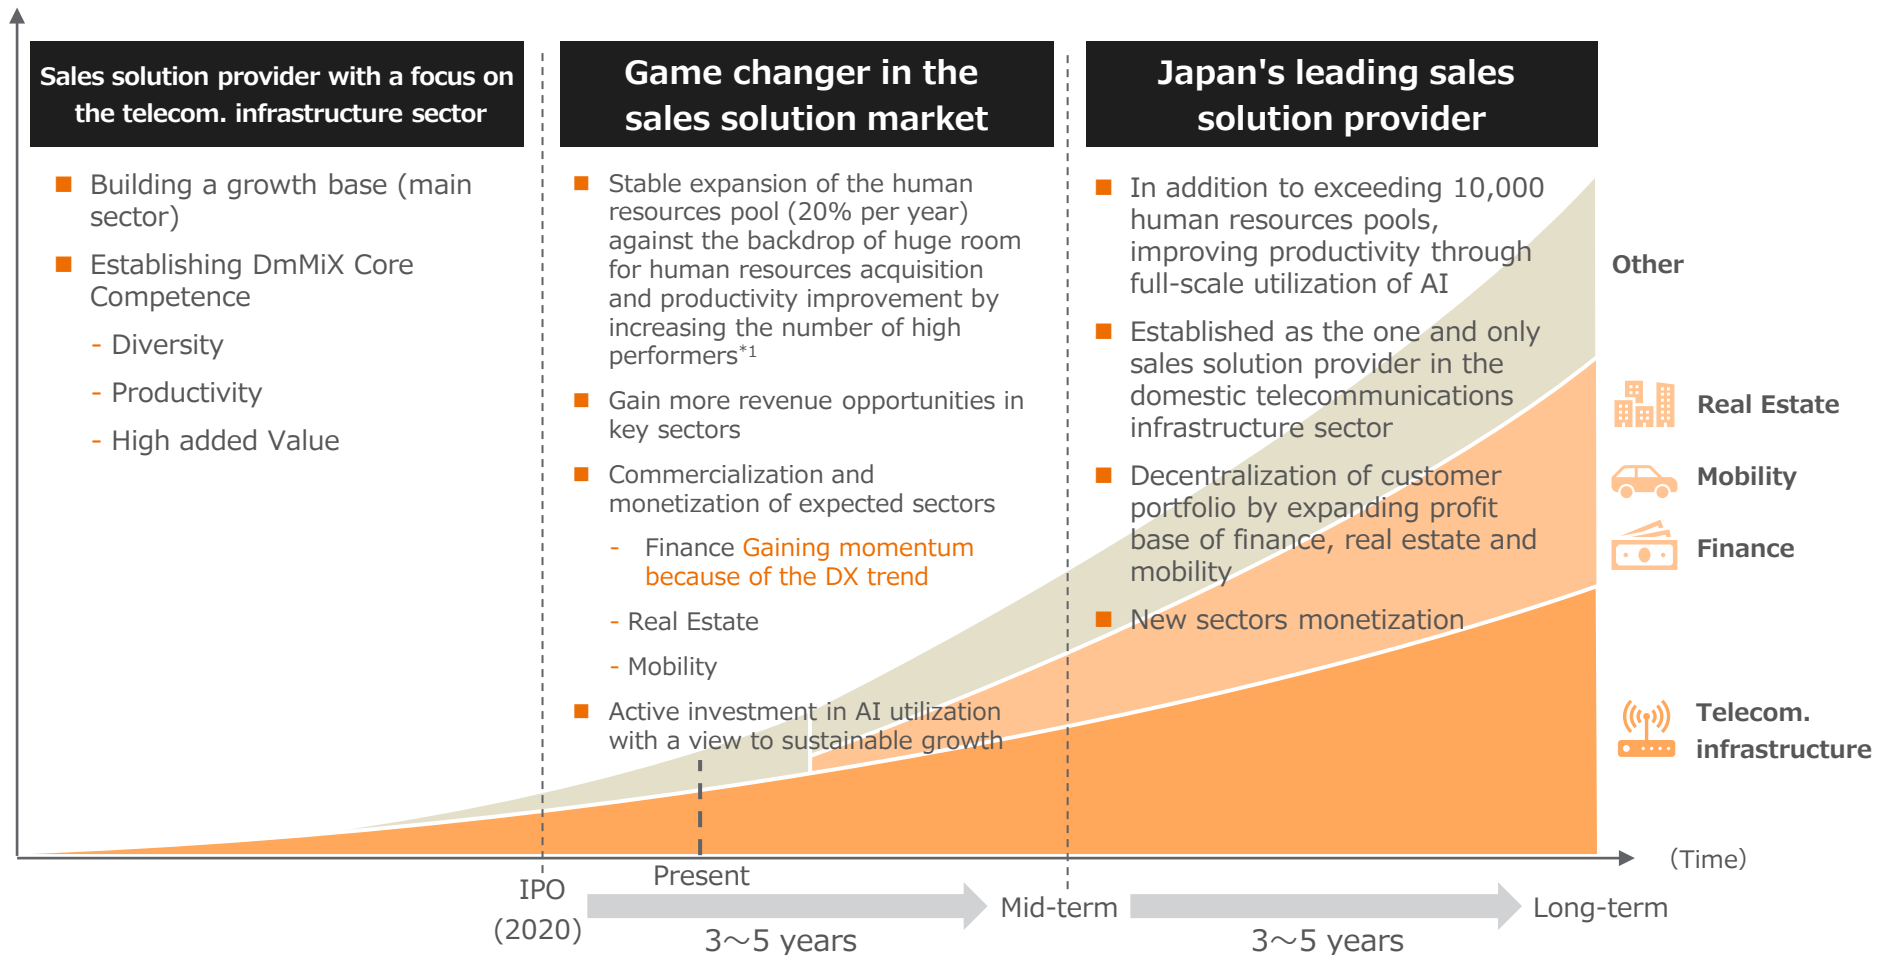 Sales solution provider with a focus on
the telecom. infrastructure sector
Building a growth base (main
sector)
Establishing DmMiX Core
Competence
- Diversity
- Productivity
- High added Value
Game changer in the
sales solution market
Stable expansion of the human
resources pool (20% per year)
against the backdrop of huge room
for human resources acquisition
and productivity improvement by
increasing the number of high
performers*1
Gain more revenue opportunities in
key sectors
Commercialization and
monetization of expected sectors
- Finance Gaining momentum
because of the DX trend
- Real Estate
- Mobility
Active investment in AI utilization
with a view to sustainable growth
Japan's leading sales
solution provider
In addition to exceeding 10,000
human resources pools,
improving productivity through
full-scale utilization of AI
Established as the one and only
sales solution provider in the
domestic telecommunications
infrastructure sector
Decentralization of customer
portfolio by expanding profit
base of finance, real estate and
mobility
New sectors monetization
Other
Real Estate
Mobility
Finance
Telecom.
infrastructure
(Time)
IPO
(2020)
Present
3～5 years
Mid-term
3～5 years
Long-term